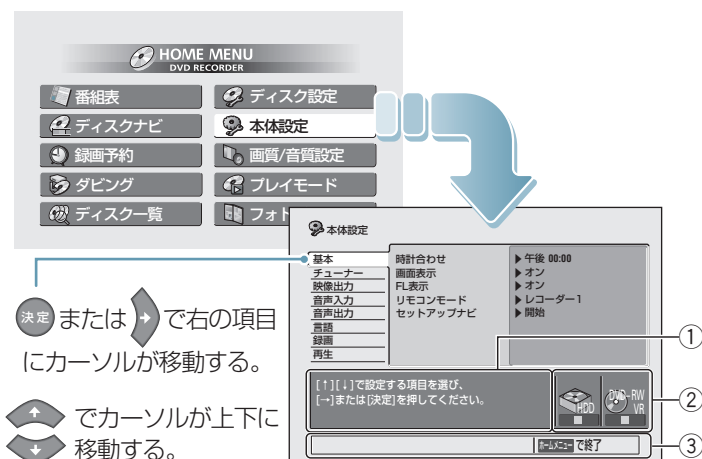 HOME MENU
DVD RECORDER
番組表
ディスク設定
ディスクナビ
本体設定
録画予約
画質/音質設定
ダビング
プレイモード
ディスク一覧
フォト
本体設定
基本
チューナー
映像出力
音声入力
音声出力
言語
録画
再生
時計合わせ ▶午後 00:00
画面表示 ▶オン
FL表示 ▶オン
リモコンモード ▶レコーダー1
セットアップナビ ▶開始
[↑][↓]で設定する項目を選び、
[→]または[決定]を押してください。
HDD
DVD-RW
VR
ホームメニュー で終了
①
②
③
決定 または で右の項目
にカーソルが移動する。
でカーソルが上下に
移動する。